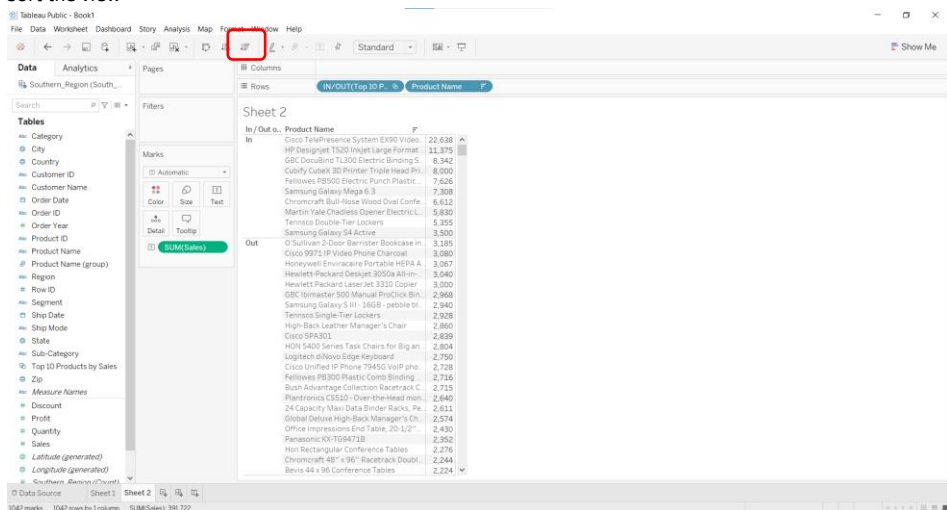 Sort the view
Tableau Public - Book1
File Data Worksheet Dashboard Story Analysis Map Format Window Help
Standard
Show Me
Data Analytics
Pages
Columns
Southern_Region (South_...
Rows
IN/OUT(Top 10 P.. Product Name
Search
Filters
Sheet 2
Tables
In / Out o.. Product Name
Category
City
Country
Customer ID
Customer Name
Order Date
Order ID
Order Year
Product ID
Product Name
Product Name (group)
Region
Row ID
Segment
Ship Date
Ship Mode
State
Sub-Category
Top 10 Products by Sales
Zip
Measure Names
Discount
Profit
Quantity
Sales
Latitude (generated)
Longitude (generated)
Southern_Region (Count)
Marks
Automatic
Color Size Text
Detail Tooltip
SUM(Sales)
In Cisco TelePresence System EX90 Video.. 22,638
HP Designjet T520 Inkjet Large Format.. 11,375
GBC DocuBind TL300 Electric Binding S.. 8,342
Cubify CubeX 3D Printer Triple Head Pri.. 8,000
Fellowes PB500 Electric Punch Plastic .. 7,626
Samsung Galaxy Mega 6.3 7,308
Chromcraft Bull-Nose Wood Oval Confe.. 6,612
Martin Yale Chadless Opener Electric L.. 5,830
Tennsco Double-Tier Lockers 5,355
Samsung Galaxy S4 Active 3,500
Out O'Sullivan 2-Door Barrister Bookcase in.. 3,185
Cisco 9971 IP Video Phone Charcoal 3,080
Honeywell Enviracaire Portable HEPA A.. 3,067
Hewlett-Packard Deskjet 3050a All-in-.. 3,040
Hewlett Packard LaserJet 3310 Copier 3,000
GBC Ibimaster 500 Manual ProClick Bin.. 2,968
Samsung Galaxy S III - 16GB - pebble bl.. 2,940
Tennsco Single-Tier Lockers 2,928
High-Back Leather Manager's Chair 2,860
Cisco SPA301 2,839
HON 5400 Series Task Chairs for Big an.. 2,804
Logitech diNovo Edge Keyboard 2,750
Cisco Unified IP Phone 7945G VoIP pho.. 2,728
Fellowes PB300 Plastic Comb Binding .. 2,716
Bush Advantage Collection Racetrack C.. 2,715
Plantronics CS510 - Over-the-Head mon.. 2,640
24 Capacity Maxi Data Binder Racks, Pe.. 2,611
Global Deluxe High-Back Manager's Ch.. 2,574
Office Impressions End Table, 20-1/2".. 2,430
Panasonic KX-TG9471B 2,352
Hon Rectangular Conference Tables 2,276
Chromcraft 48" x 96" Racetrack Doubl.. 2,244
Bevis 44 x 96 Conference Tables 2,224
Data Source Sheet 1 Sheet 2
1042 marks 1042 rows by 1 column SUM(Sales): 391,722